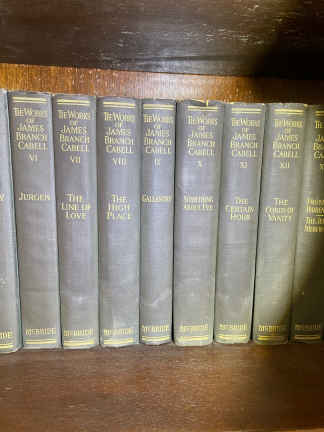 THE WORKS
OF
JAMES
BRANCH
CABELL
VI
JURGEN
MCBRIDE
THE WORKS
OF
JAMES
BRANCH
CABELL
VII
THE
LINE OF
LOVE
MCBRIDE
THE WORKS
OF
JAMES
BRANCH
CABELL
VIII
THE
HIGH
PLACE
MCBRIDE
THE WORKS
OF
JAMES
BRANCH
CABELL
IX
GALLANTRY
MCBRIDE
THE WORKS
OF
JAMES
BRANCH
CABELL
X
SOMETHING
ABOUT EVE
MCBRIDE
THE WORKS
OF
JAMES
BRANCH
CABELL
XI
THE
CERTAIN
HOUR
MCBRIDE
THE WORKS
OF
JAMES
BRANCH
CABELL
XII
THE
CORDS OF
VANITY
MCBRIDE